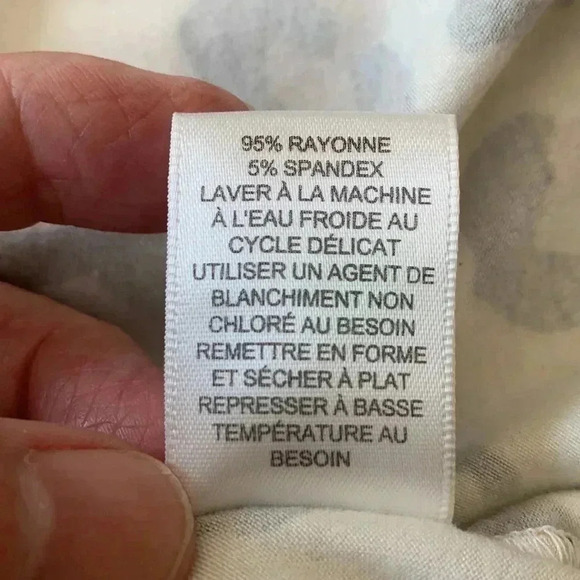 95% RAYONNE
5% SPANDEX
LAVER À LA MACHINE
À L'EAU FROIDE AU
CYCLE DÉLICAT
UTILISER UN AGENT DE
BLANCHIMENT NON
CHLORÉ AU BESOIN
REMETTRE EN FORME
ET SÉCHER À PLAT
REPRESSER À BASSE
TEMPÉRATURE AU
BESOIN